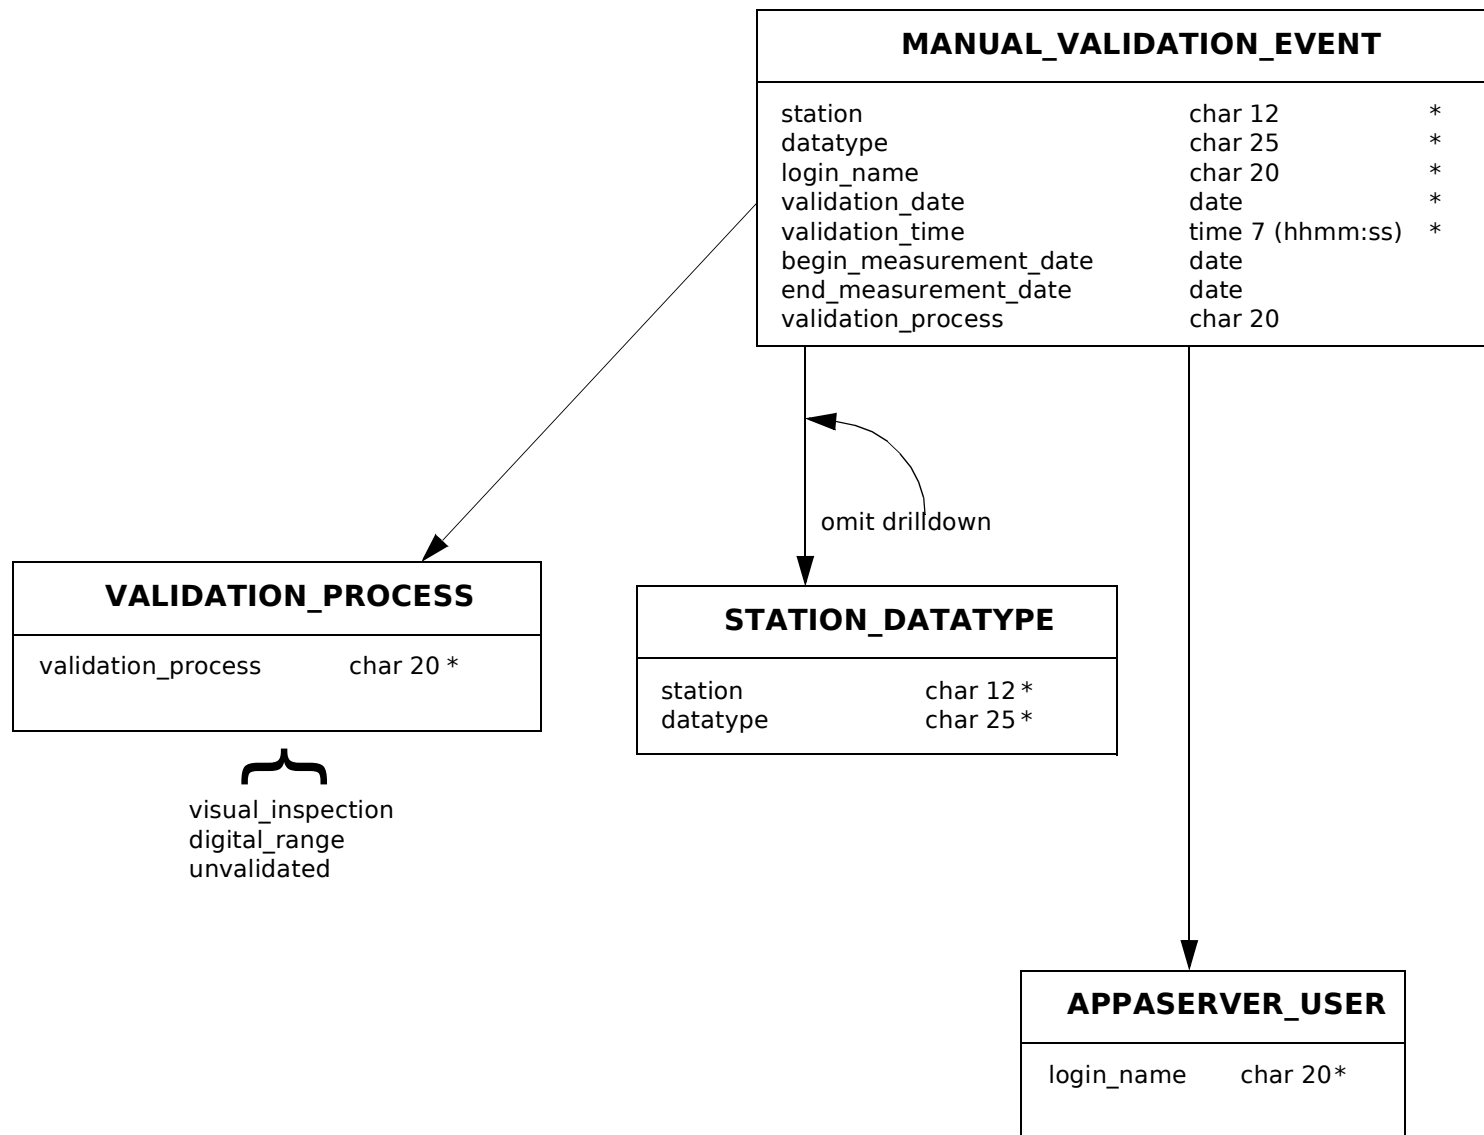 MANUAL_VALIDATION_EVENT
station char 12 *
datatype char 25 *
login_name char 20 *
validation_date date *
validation_time time 7 (hhmm:ss) *
begin_measurement_date date
end_measurement_date date
validation_process char 20
omit drilldown
VALIDATION_PROCESS
validation_process char 20 *
visual_inspection
digital_range
unvalidated
STATION_DATATYPE
station char 12 *
datatype char 25 *
APPASERVER_USER
login_name char 20 *